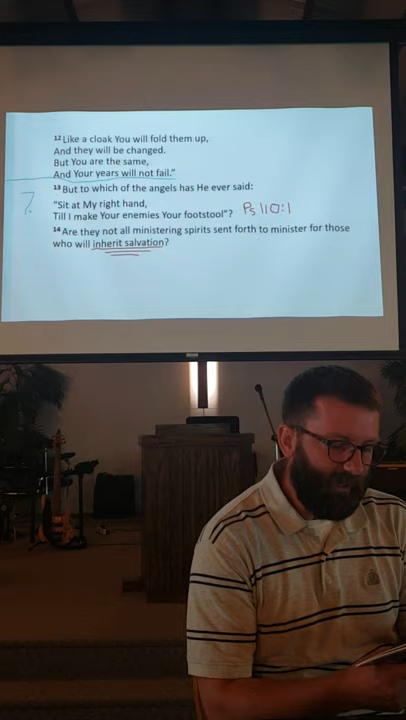 12 Like a cloak You will fold them up,
And they will be changed.
But You are the same,
And Your years will not fail."
7.
13 But to which of the angels has He ever said:
"Sit at My right hand,
Till I make Your enemies Your footstool"? Ps 110:1
14 Are they not all ministering spirits sent forth to minister for those
who will inherit salvation?